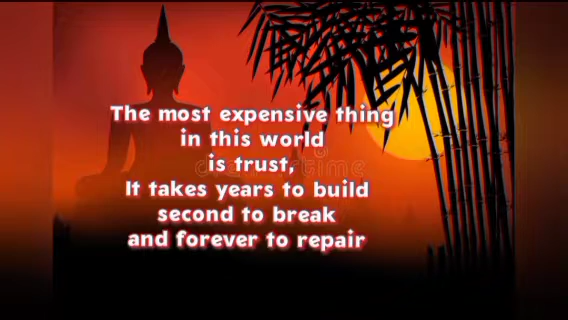 The most expensive thing
in this world
is trust,
It takes years to build
second to break
and forever to repair